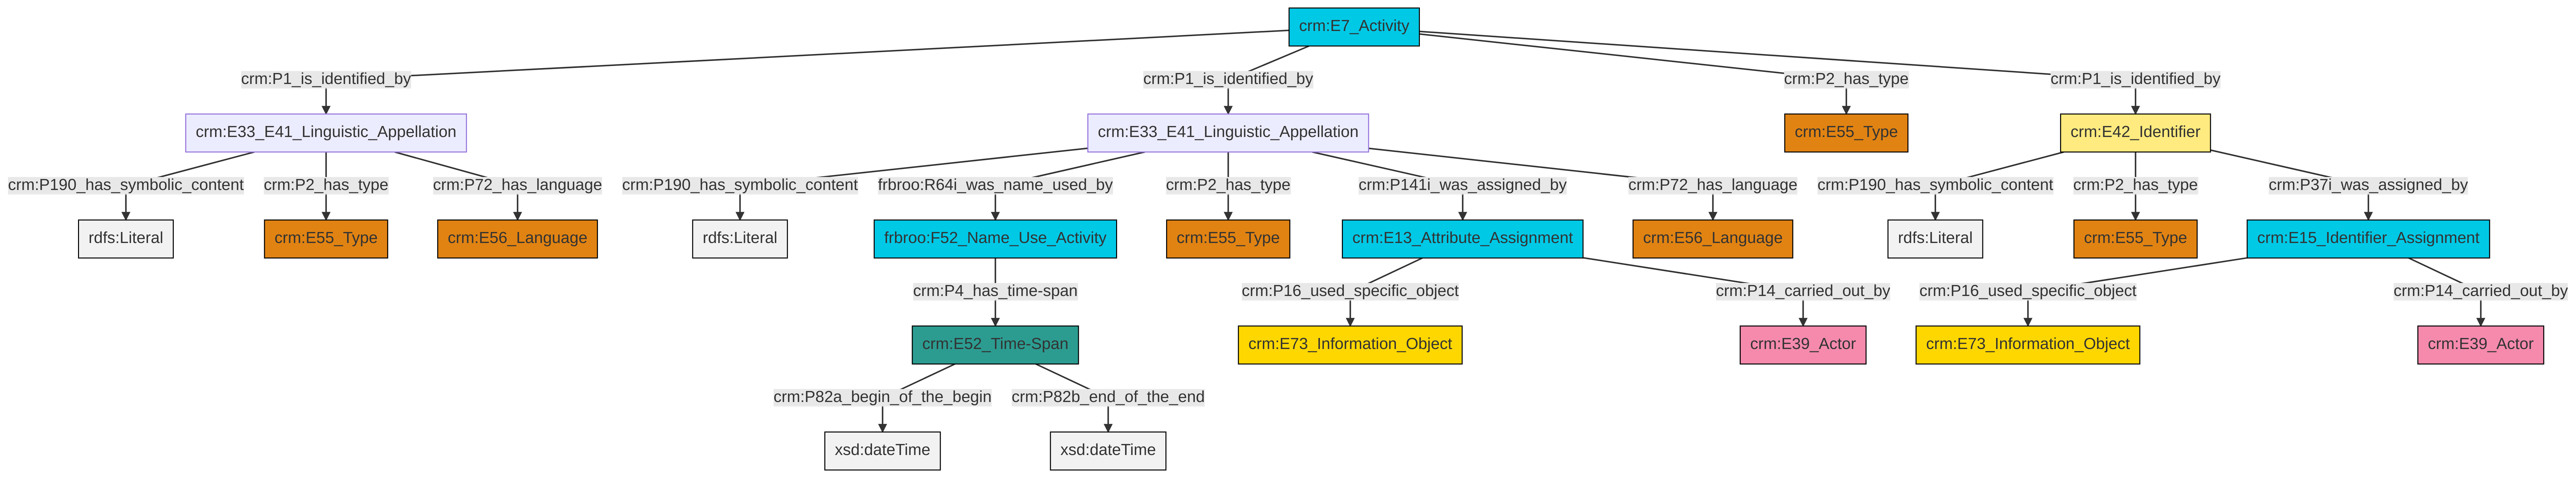 crm:E7_Activity
crm:P1_is_identified_by
crm:P1_is_identified_by
crm:P2_has_type
crm:P1_is_identified_by
crm:E33_E41_Linguistic_Appellation
crm:E33_E41_Linguistic_Appellation
crm:E55_Type
crm:E42_Identifier
crm:P190_has_symbolic_content
crm:P2_has_type
crm:P72_has_language
crm:P190_has_symbolic_content
frbroo:R64i_was_name_used_by
crm:P2_has_type
crm:P141i_was_assigned_by
crm:P72_has_language
crm:P190_has_symbolic_content
crm:P2_has_type
crm:P37i_was_assigned_by
rdfs:Literal
crm:E55_Type
crm:E56_Language
rdfs:Literal
frbroo:F52_Name_Use_Activity
crm:E55_Type
crm:E13_Attribute_Assignment
crm:E56_Language
rdfs:Literal
crm:E55_Type
crm:E15_Identifier_Assignment
crm:P4_has_time-span
crm:P16_used_specific_object
crm:P14_carried_out_by
crm:P16_used_specific_object
crm:P14_carried_out_by
crm:E52_Time-Span
crm:E73_Information_Object
crm:E39_Actor
crm:E73_Information_Object
crm:E39_Actor
crm:P82a_begin_of_the_begin
crm:P82b_end_of_the_end
xsd:dateTime
xsd:dateTime